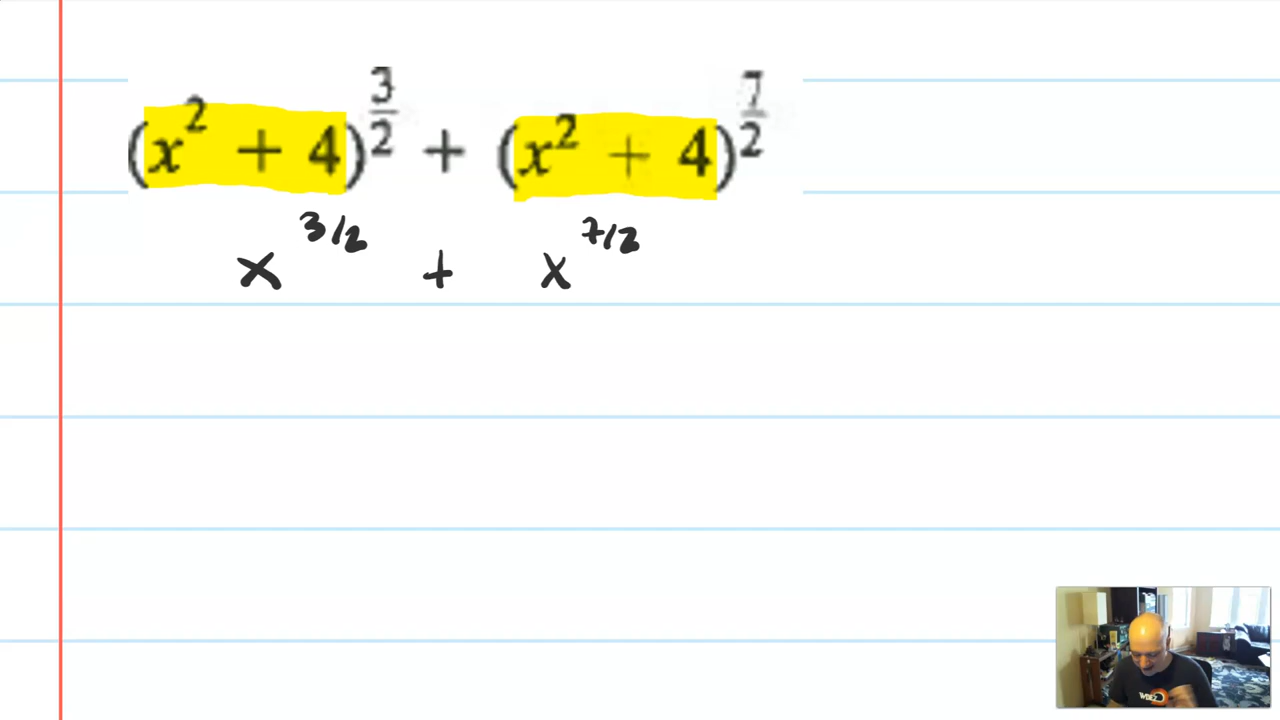 (x² + 4)^(3/2) + (x² + 4)^(7/2)
x^(3/2) + x^(7/2)